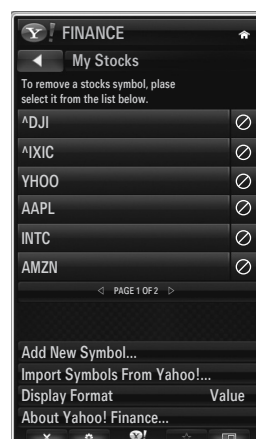 Y! FINANCE
My Stocks
To remove a stocks symbol, plase
select it from the list below.
^DJI
^IXIC
YHOO
AAPL
INTC
AMZN
PAGE 1 OF 2
Add New Symbol...
Import Symbols From Yahoo!...
Display Format Value
About Yahoo! Finance...
Y!